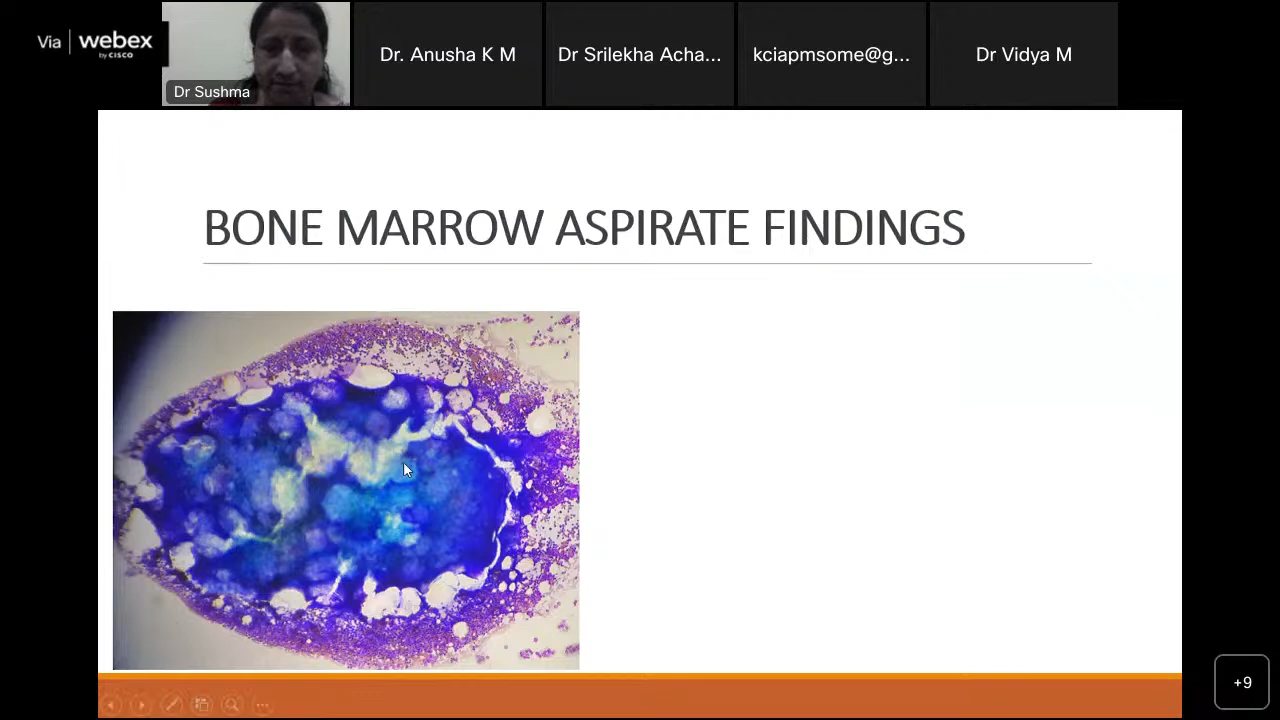 Via webex
by CISCO
Dr Sushma
Dr. Anusha K M
Dr Srilekha Acha...
kciapmsome@g...
Dr Vidya M
BONE MARROW ASPIRATE FINDINGS
+9